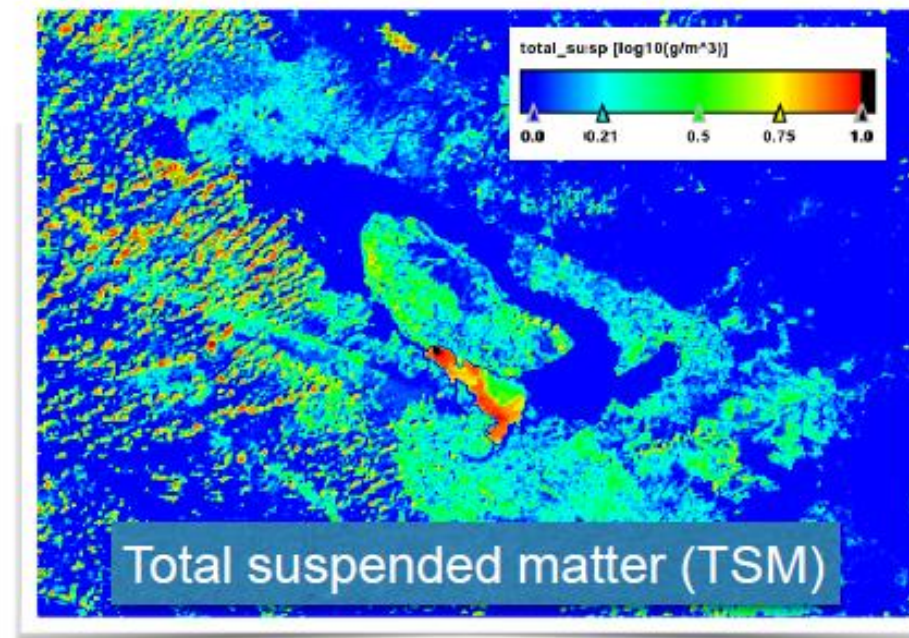 total_susp [log10(g/m^3)]
0.0 0.21 0.5 0.75 1.0
Total suspended matter (TSM)